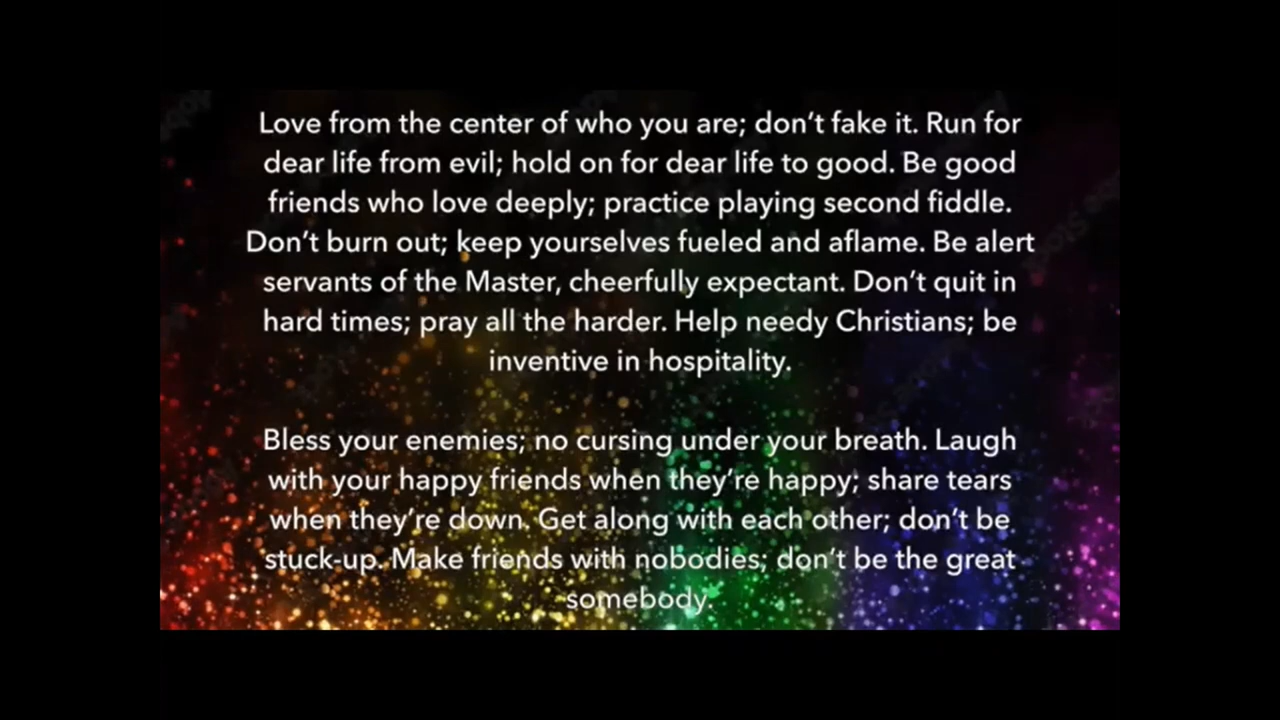 Love from the center of who you are; don’t fake it. Run for
dear life from evil; hold on for dear life to good. Be good
friends who love deeply; practice playing second fiddle.
Don’t burn out; keep yourselves fueled and aflame. Be alert
servants of the Master, cheerfully expectant. Don’t quit in
hard times; pray all the harder. Help needy Christians; be
inventive in hospitality.
Bless your enemies; no cursing under your breath. Laugh
with your happy friends when they’re happy; share tears
when they’re down. Get along with each other; don’t be
stuck-up. Make friends with nobodies; don’t be the great
somebody.